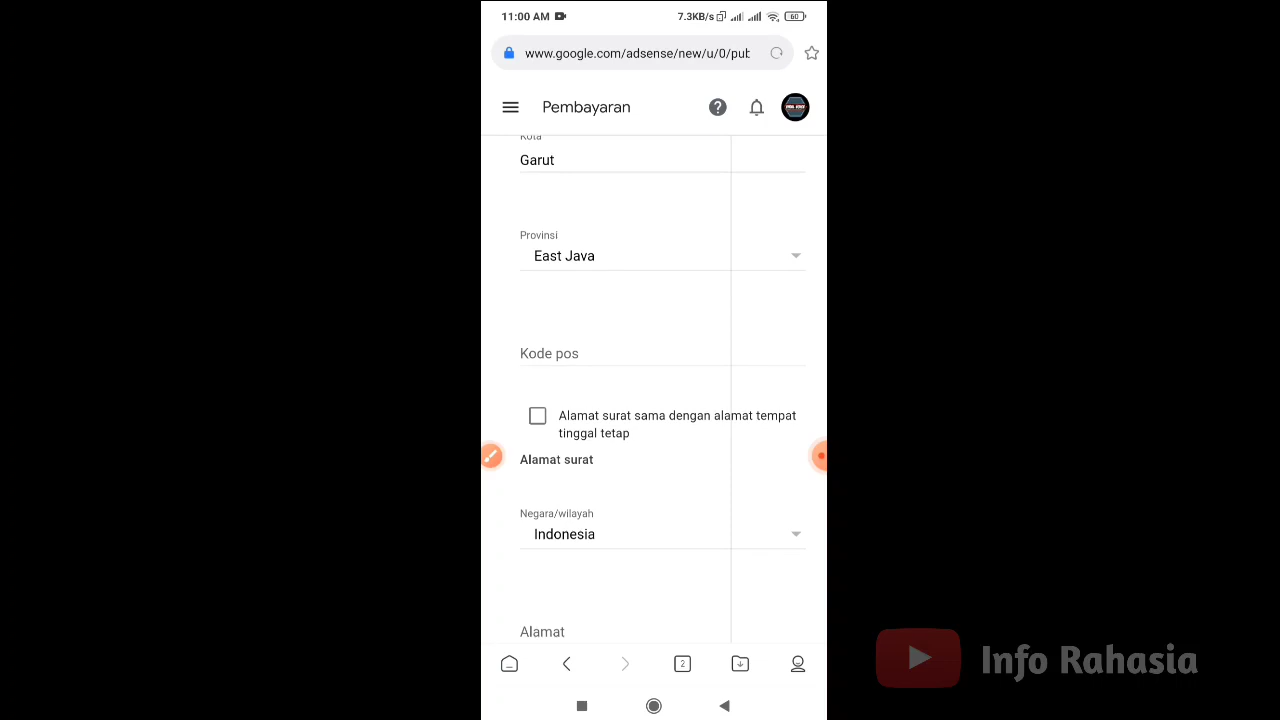 11:00 AM 7.3KB/s 60
www.google.com/adsense/new/u/0/put
Pembayaran
Kota
Garut
Provinsi
East Java
Kode pos
Alamat surat sama dengan alamat tempat
tinggal tetap
Alamat surat
Negara/wilayah
Indonesia
Alamat
2
Info Rahasia